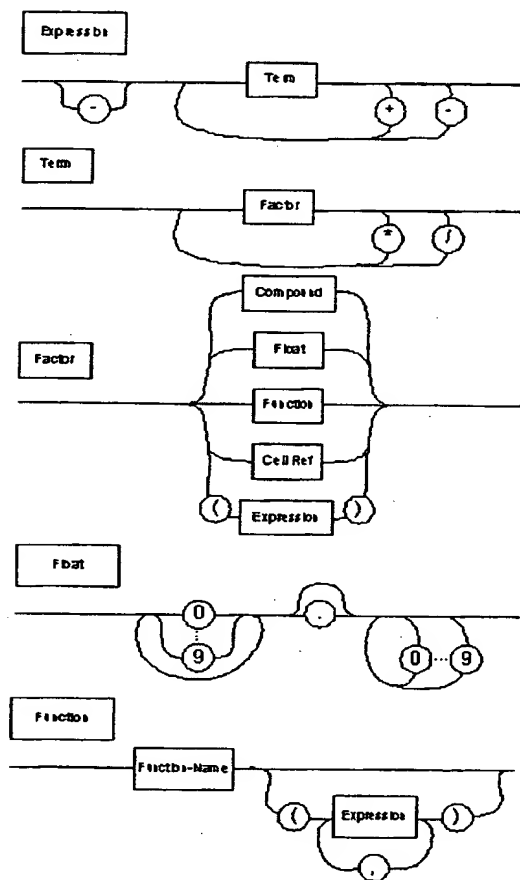 Expression
Term
-
+
-
Term
Factor
*
/
Compound
Factor
Float
Function
Cell Ref
(
Expression
)
Float
0
.
9
0
9
Function
Function-Name
(
Expression
)
,